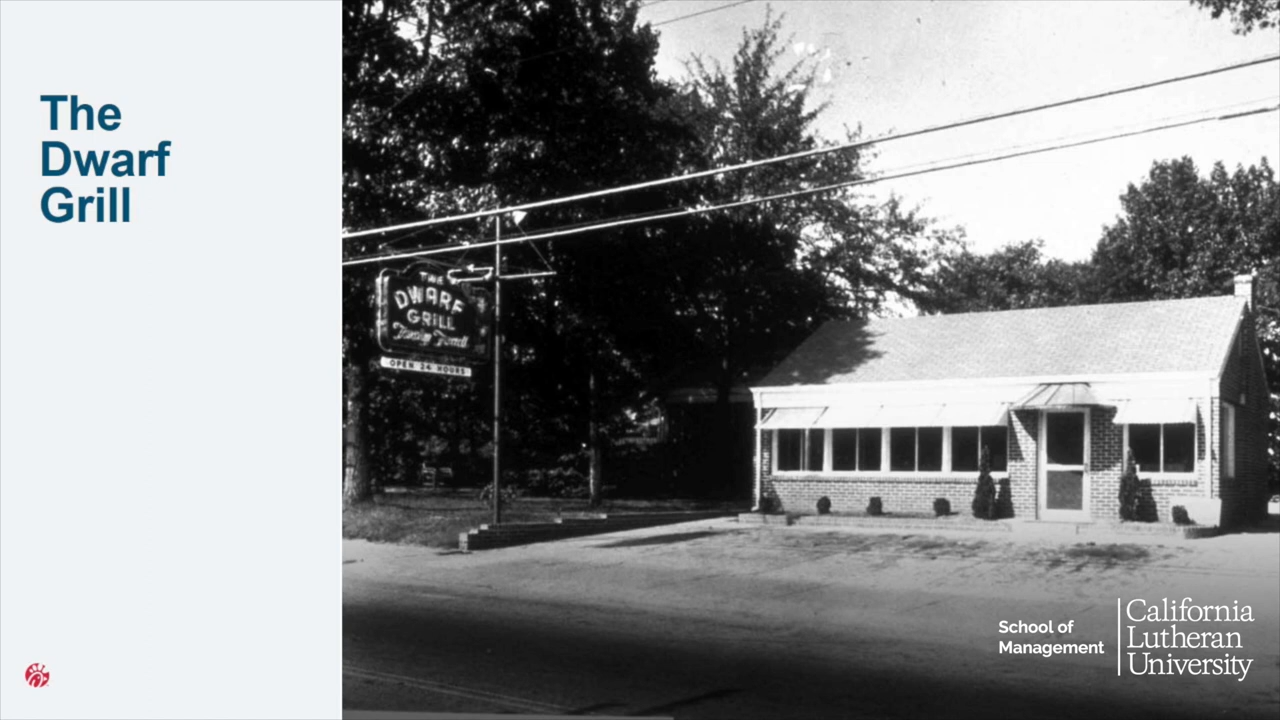 The
Dwarf
Grill
THE
DWARF
GRILL
OPEN 24 HOURS
School of
Management
California
Lutheran
University